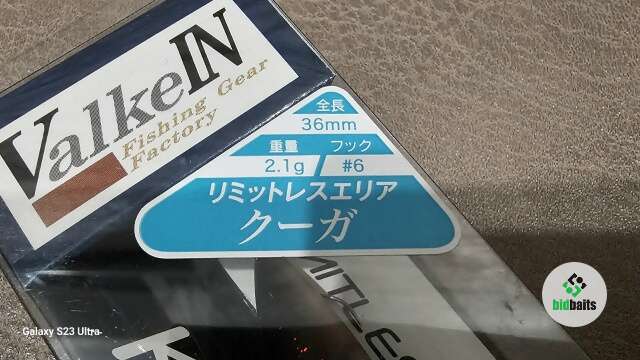 ValkeIN
Fishing Gear
Factory
全長
36mm
重量 フック
2.1g #6
リミットレスエリア
クーガ
Galaxy S23 Ultra
bidbaits